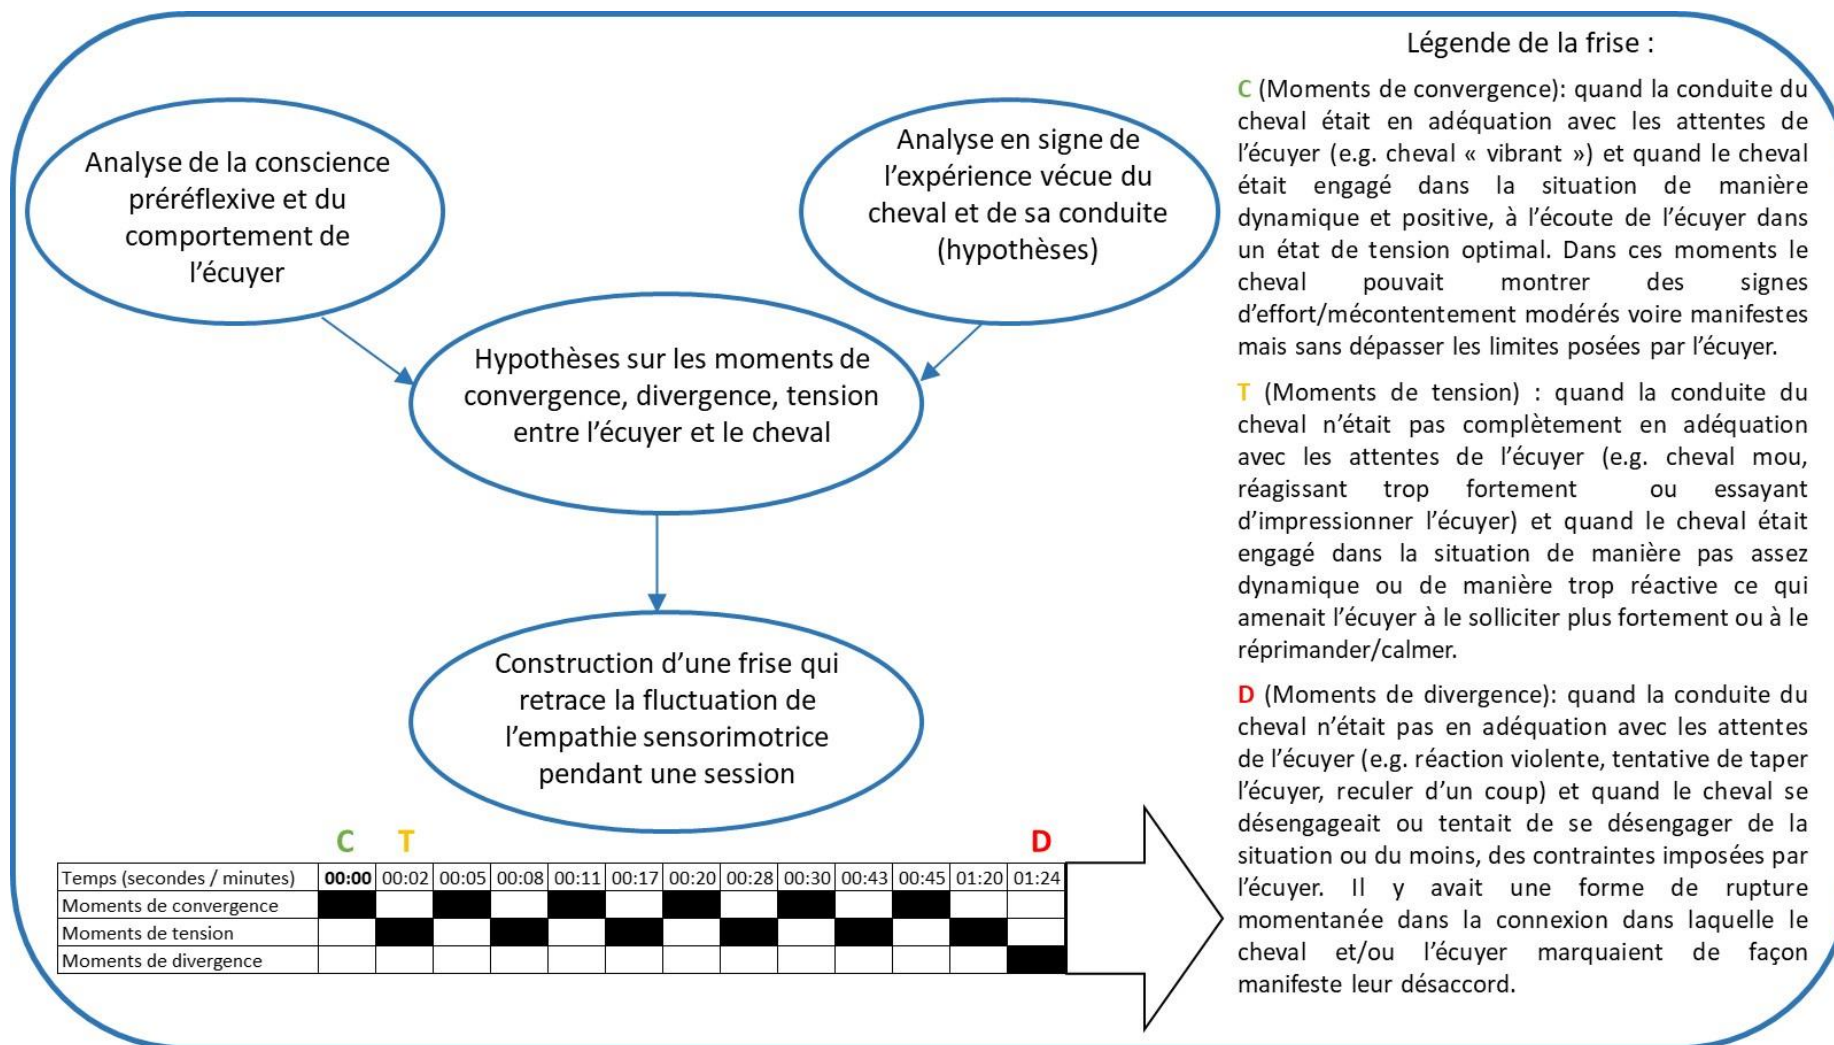 Analyse de la conscience
préréflexive et du
comportement de
l’écuyer
Analyse en signe de
l’expérience vécue du
cheval et de sa conduite
(hypothèses)
Hypothèses sur les moments de
convergence, divergence, tension
entre l’écuyer et le cheval
Construction d’une frise qui
retrace la fluctuation de
l’empathie sensorimotrice
pendant une session
C T D
Temps (secondes / minutes) 00:00 00:02 00:05 00:08 00:11 00:17 00:20 00:28 00:30 00:43 00:45 01:20 01:24
Moments de convergence
Moments de tension
Moments de divergence
Légende de la frise :
C (Moments de convergence): quand la conduite du
cheval était en adéquation avec les attentes de
l’écuyer (e.g. cheval « vibrant ») et quand le cheval
était engagé dans la situation de manière
dynamique et positive, à l’écoute de l’écuyer dans
un état de tension optimal. Dans ces moments le
cheval pouvait montrer des signes
d’effort/mécontentement modérés voire manifestes
mais sans dépasser les limites posées par l’écuyer.
T (Moments de tension) : quand la conduite du
cheval n’était pas complètement en adéquation
avec les attentes de l’écuyer (e.g. cheval mou,
réagissant trop fortement ou essayant
d’impressionner l’écuyer) et quand le cheval était
engagé dans la situation de manière pas assez
dynamique ou de manière trop réactive ce qui
amenait l’écuyer à le solliciter plus fortement ou à le
réprimander/calmer.
D (Moments de divergence): quand la conduite du
cheval n’était pas en adéquation avec les attentes
de l’écuyer (e.g. réaction violente, tentative de taper
l’écuyer, reculer d’un coup) et quand le cheval se
désengageait ou tentait de se désengager de la
situation ou du moins, des contraintes imposées par
l’écuyer. Il y avait une forme de rupture
momentanée dans la connexion dans laquelle le
cheval et/ou l’écuyer marquaient de façon
manifeste leur désaccord.